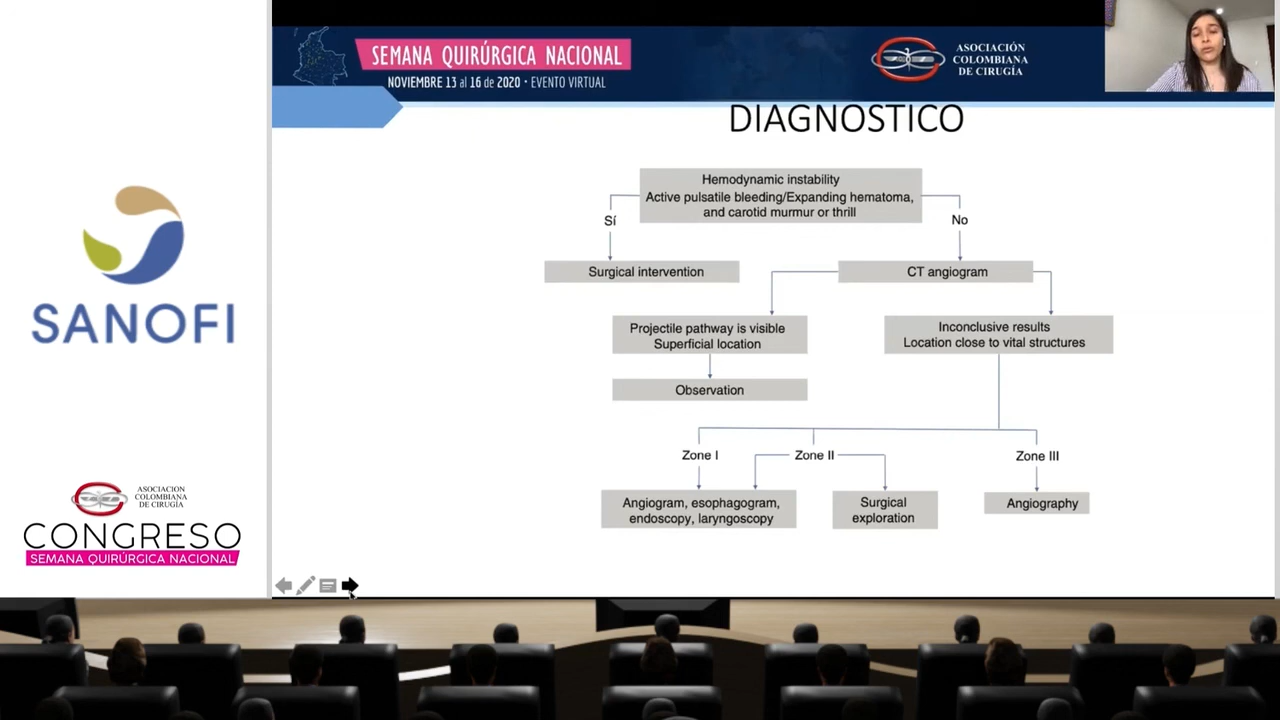 SEMANA QUIRÚRGICA NACIONAL
NOVIEMBRE 13 al 16 de 2020 • EVENTO VIRTUAL
ASOCIACIÓN
COLOMBIANA
DE CIRUGÍA
DIAGNOSTICO
Hemodynamic instability
Active pulsatile bleeding/Expanding hematoma,
and carotid murmur or thrill
Sí
No
Surgical intervention
CT angiogram
Projectile pathway is visible
Superficial location
Inconclusive results
Location close to vital structures
Observation
Zone I
Zone II
Zone III
Angiogram, esophagogram,
endoscopy, laryngoscopy
Surgical
exploration
Angiography
SANOFI
ASOCIACION
COLOMBIANA
DE CIRUGÍA
CONGRESO
SEMANA QUIRÚRGICA NACIONAL